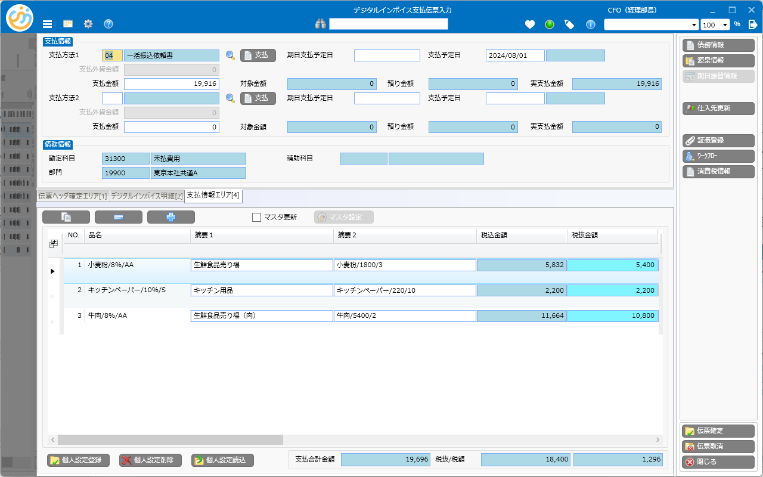 デジタルインボイス支払伝票入力
CFO（経理部長）
100 %
支払情報
支払方法1 04 一括振込依頼書 支払 期日支払予定日 支払予定日 2024/08/01
支払外貨金額 0
支払金額 19,916 対象金額 0 預り金額 0 実支払金額 19,916
支払方法2 支払 期日支払予定日 支払予定日
支払外貨金額 0
支払金額 0 対象金額 0 預り金額 0 実支払金額 0
債務情報
勘定科目 31300 未払費用 補助科目
部門 19900 東京本社共通A
伝票ヘッダ確定エリア[1] デジタルインボイス明細[2] 支払情報エリア[4]
マスタ更新 マスタ設定
NO. 品名 摘要１ 摘要２ 税込金額 税抜金額
1 小麦粉/8%/AA 生鮮食品売り場 小麦粉/1800/3 5,832 5,400
2 キッチンペーパー/10%/S キッチン用品 キッチンペーパー/220/10 2,200 2,200
3 牛肉/8%/AA 生鮮食品売り場（肉） 牛肉/5400/2 11,664 10,800
個人設定登録 個人設定削除 個人設定読込 支払合計金額 19,696 税抜/税額 18,400 1,296
債務情報
源泉情報
期日振替情報
仕入先更新
証憑登録
ワークフロー
消費税情報
伝票確定
伝票取消
閉じる